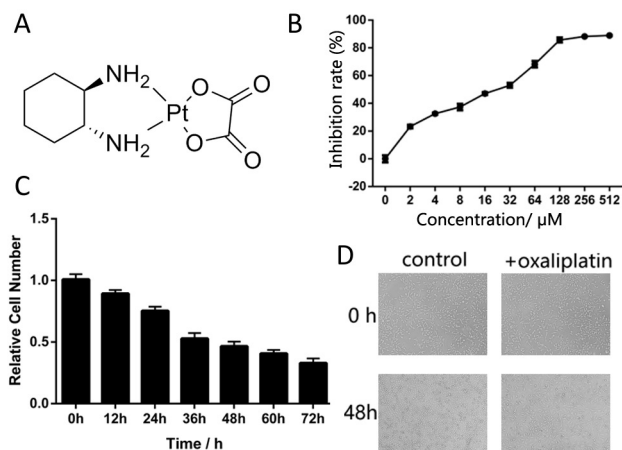 A
NH₂
NH₂
Pt
O
O
O
O
B
Inhibition rate (%)
100
80
60
40
20
0
-20
0 2 4 8 16 32 64 128 256 512
Concentration/ μM
C
Relative Cell Number
1.5
1.0
0.5
0.0
0h 12h 24h 36h 48h 60h 72h
Time / h
D
control +oxaliplatin
0 h
48h